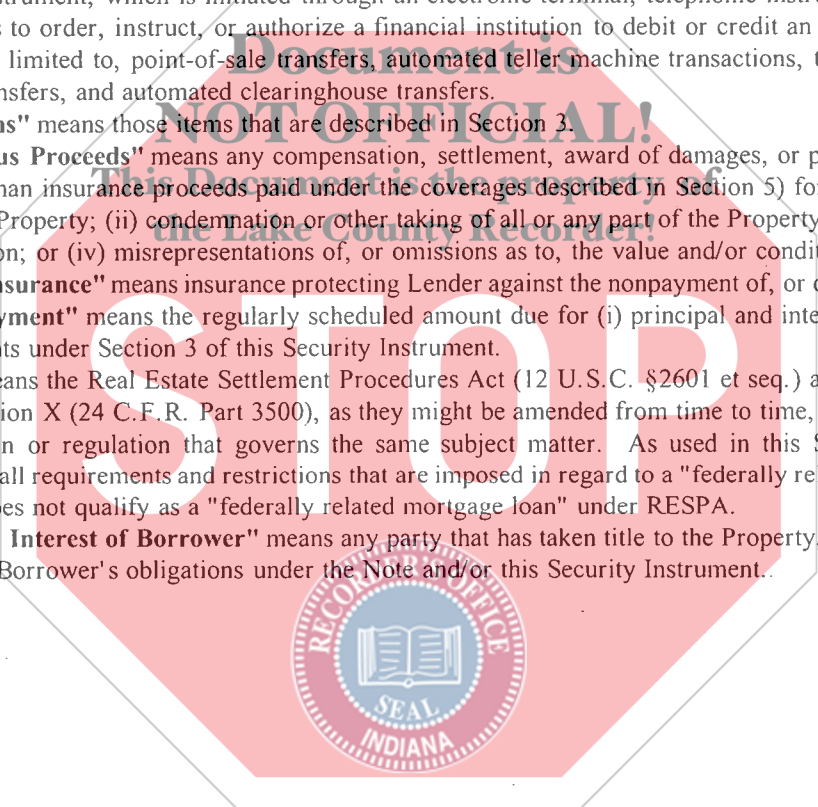 strument, which is initiated through an electronic terminal, telephonic instr
s to order, instruct, or authorize a financial institution to debit or credit an
limited to, point-of-sale transfers, automated teller machine transactions, t
nsfers, and automated clearinghouse transfers.
ns" means those items that are described in Section 3.
us Proceeds" means any compensation, settlement, award of damages, or p
han insurance proceeds paid under the coverages described in Section 5) for
Property; (ii) condemnation or other taking of all or any part of the Property
on; or (iv) misrepresentations of, or omissions as to, the value and/or condit
nsurance" means insurance protecting Lender against the nonpayment of, or d
yment" means the regularly scheduled amount due for (i) principal and inte
ts under Section 3 of this Security Instrument.
eans the Real Estate Settlement Procedures Act (12 U.S.C. §2601 et seq.) a
ion X (24 C.F.R. Part 3500), as they might be amended from time to time,
n or regulation that governs the same subject matter. As used in this S
all requirements and restrictions that are imposed in regard to a "federally re
es not qualify as a "federally related mortgage loan" under RESPA.
Interest of Borrower" means any party that has taken title to the Property,
Borrower's obligations under the Note and/or this Security Instrument.
Document is
NOT OFFICIAL!
This Document is the property of
the Lake County Recorder!
STOP
RECORDER'S OFFICE
SEAL
INDIANA